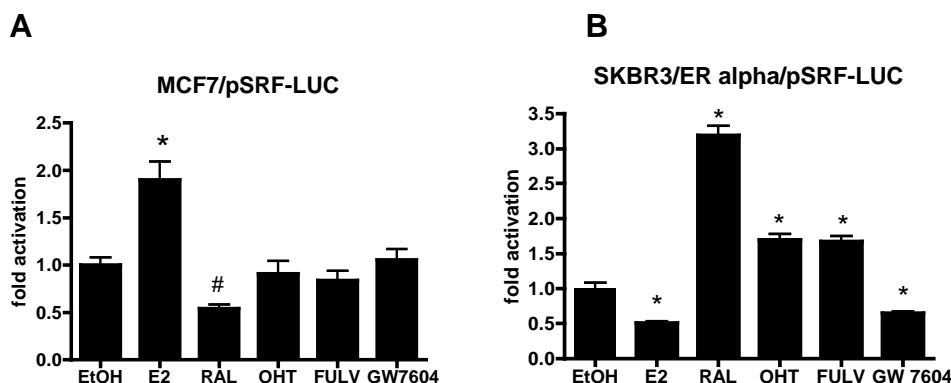 A
MCF7/pSRF-LUC
fold activation
2.5
2.0
1.5
1.0
0.5
0.0
*
#
EtOH E2 RAL OHT FULV GW7604
B
SKBR3/ER alpha/pSRF-LUC
fold activation
3.5
3.0
2.5
2.0
1.5
1.0
0.5
0.0
*
*
*
*
*
EtOH E2 RAL OHT FULV GW 7604